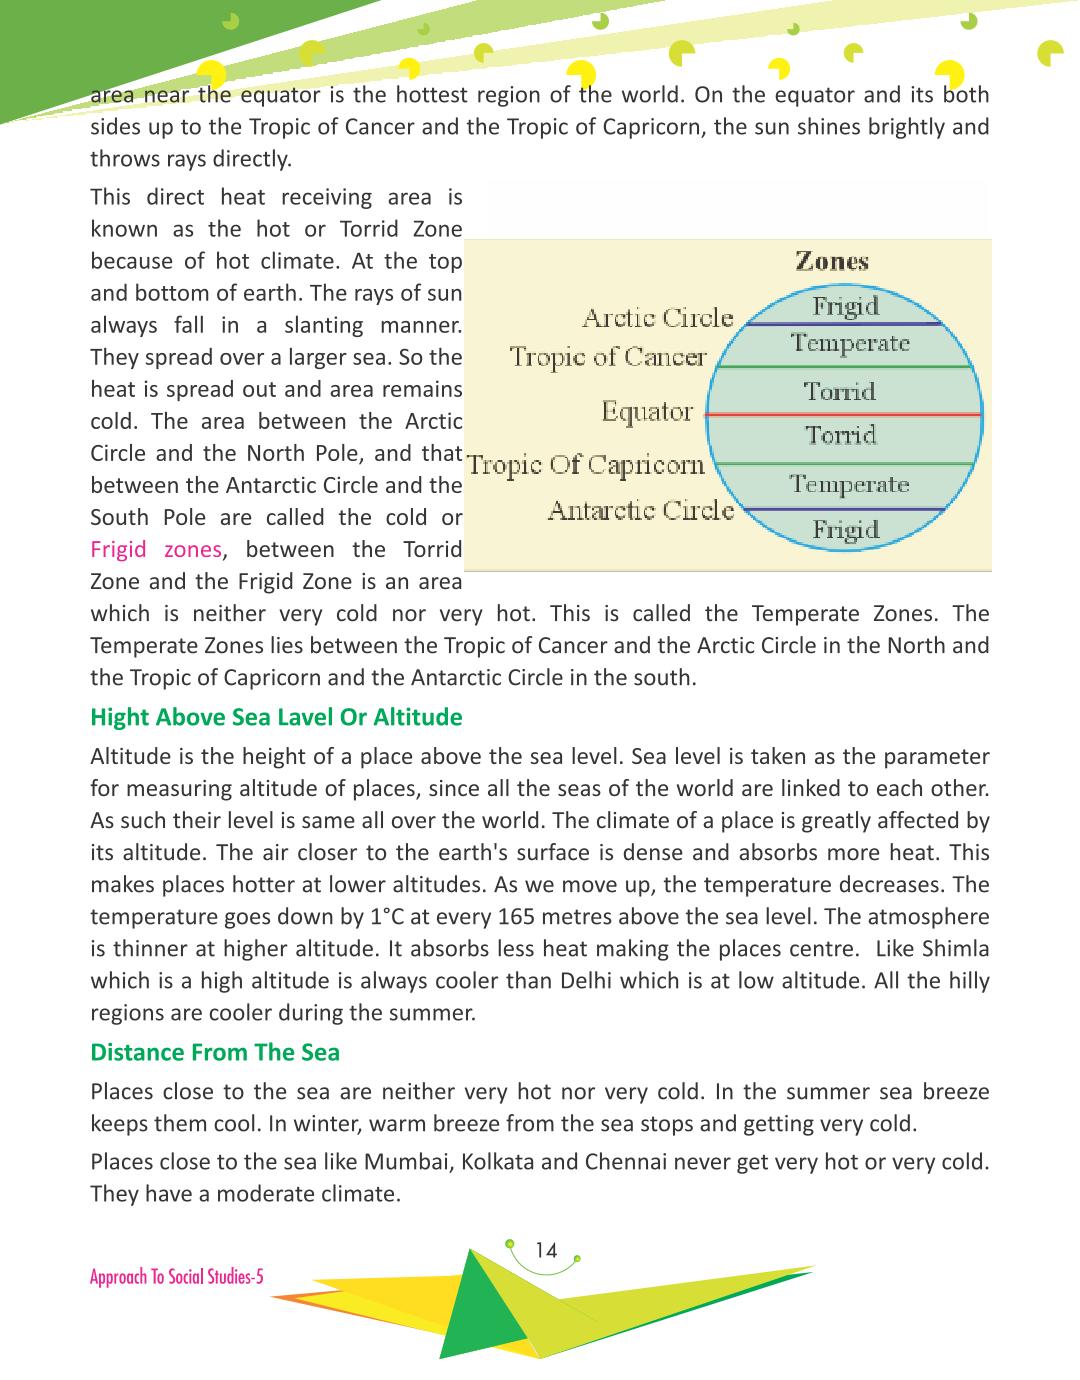 area near the equator is the hottest region of the world. On the equator and its both
sides up to the Tropic of Cancer and the Tropic of Capricorn, the sun shines brightly and
throws rays directly.
This direct heat receiving area is
known as the hot or Torrid Zone
because of hot climate. At the top
and bottom of earth. The rays of sun
always fall in a slanting manner.
They spread over a larger sea. So the
heat is spread out and area remains
cold. The area between the Arctic
Circle and the North Pole, and that
between the Antarctic Circle and the
South Pole are called the cold or
Frigid zones, between the Torrid
Zone and the Frigid Zone is an area
Zones
Arctic Circle
Frigid
Tropic of Cancer
Temperate
Torrid
Equator
Torrid
Tropic Of Capricorn
Temperate
Antarctic Circle
Frigid
which is neither very cold nor very hot. This is called the Temperate Zones. The
Temperate Zones lies between the Tropic of Cancer and the Arctic Circle in the North and
the Tropic of Capricorn and the Antarctic Circle in the south.
Hight Above Sea Lavel Or Altitude
Altitude is the height of a place above the sea level. Sea level is taken as the parameter
for measuring altitude of places, since all the seas of the world are linked to each other.
As such their level is same all over the world. The climate of a place is greatly affected by
its altitude. The air closer to the earth's surface is dense and absorbs more heat. This
makes places hotter at lower altitudes. As we move up, the temperature decreases. The
temperature goes down by 1°C at every 165 metres above the sea level. The atmosphere
is thinner at higher altitude. It absorbs less heat making the places centre. Like Shimla
which is a high altitude is always cooler than Delhi which is at low altitude. All the hilly
regions are cooler during the summer.
Distance From The Sea
Places close to the sea are neither very hot nor very cold. In the summer sea breeze
keeps them cool. In winter, warm breeze from the sea stops and getting very cold.
Places close to the sea like Mumbai, Kolkata and Chennai never get very hot or very cold.
They have a moderate climate.
14
Approach To Social Studies-5